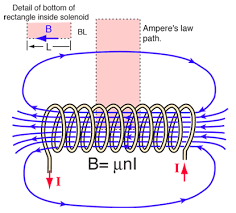 Detail of bottom of
rectangle inside solenoid
B
BL
L
Ampere's law
path.
I
B= μnI
I